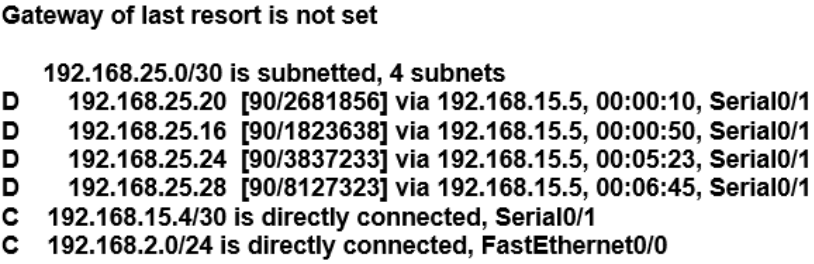 Gateway of last resort is not set
192.168.25.0/30 is subnetted, 4 subnets
D 192.168.25.20 [90/2681856] via 192.168.15.5, 00:00:10, Serial0/1
D 192.168.25.16 [90/1823638] via 192.168.15.5, 00:00:50, Serial0/1
D 192.168.25.24 [90/3837233] via 192.168.15.5, 00:05:23, Serial0/1
D 192.168.25.28 [90/8127323] via 192.168.15.5, 00:06:45, Serial0/1
C 192.168.15.4/30 is directly connected, Serial0/1
C 192.168.2.0/24 is directly connected, FastEthernet0/0